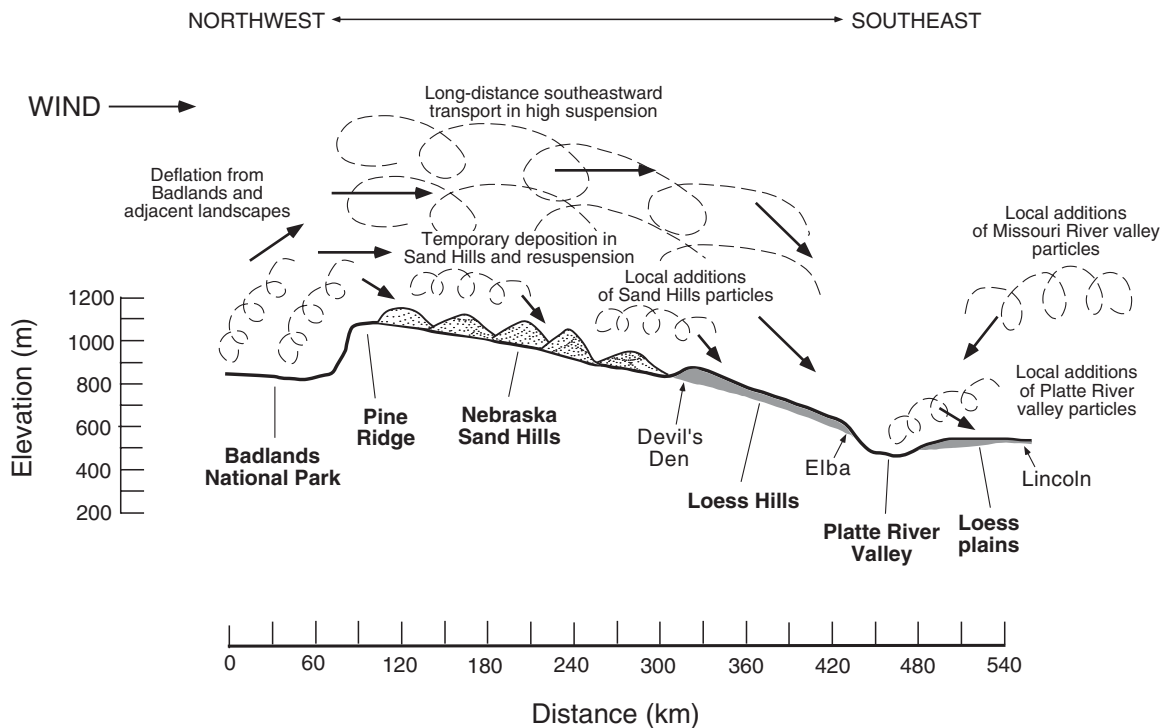 NORTHWEST
SOUTHEAST
WIND
Long-distance southeastward
transport in high suspension
Deflation from
Badlands and
adjacent landscapes
Temporary deposition in
Sand Hills and resuspension
Local additions
of Sand Hills particles
Local additions
of Missouri River valley
particles
Local additions
of Platte River
valley particles
Elevation (m)
1200
1000
800
600
400
200
Badlands
National Park
Pine
Ridge
Nebraska
Sand Hills
Devil's
Den
Loess Hills
Elba
Platte River
Valley
Loess
plains
Lincoln
0
60
120
180
240
300
360
420
480
540
Distance (km)